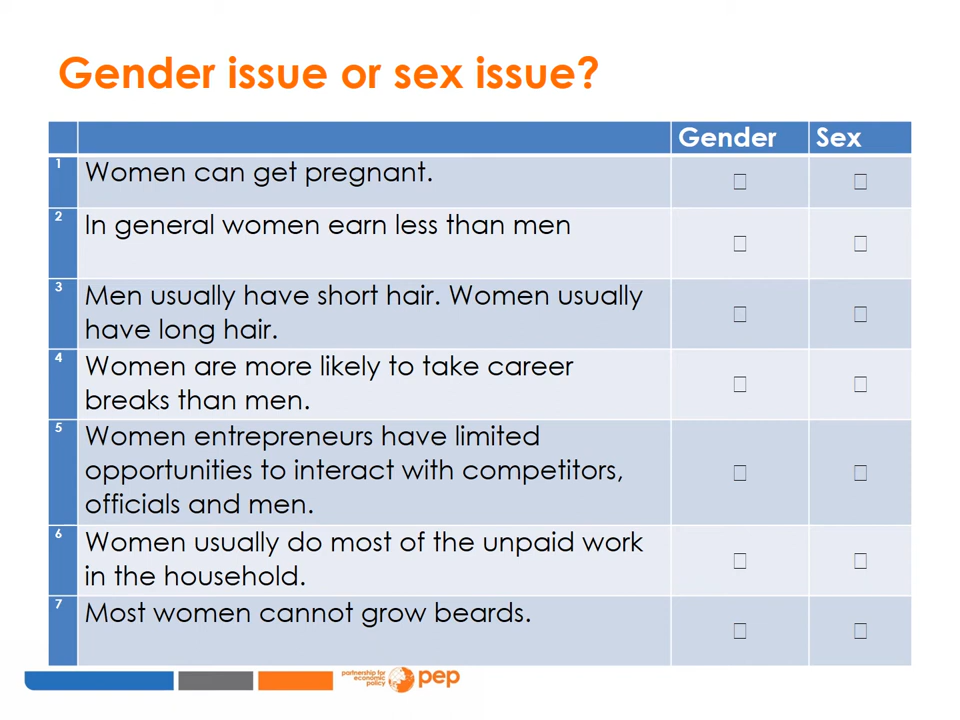 Gender issue or sex issue?
Gender Sex
1 Women can get pregnant. □ □
2 In general women earn less than men □ □
3 Men usually have short hair. Women usually
have long hair. □ □
4 Women are more likely to take career
breaks than men. □ □
5 Women entrepreneurs have limited
opportunities to interact with competitors, □ □
officials and men.
6 Women usually do most of the unpaid work
in the household. □ □
7 Most women cannot grow beards. □ □
partnership for
economic
policy
pep